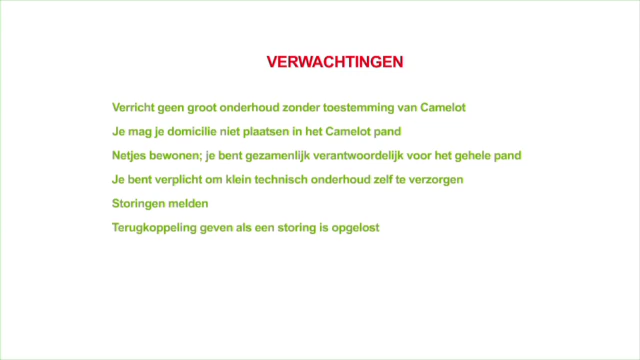 VERWACHTINGEN
Verricht geen groot onderhoud zonder toestemming van Camelot
Je mag je domicilie niet plaatsen in het Camelot pand
Netjes bewonen; je bent gezamenlijk verantwoordelijk voor het gehele pand
Je bent verplicht om klein technisch onderhoud zelf te verzorgen
Storingen melden
Terugkoppeling geven als een storing is opgelost